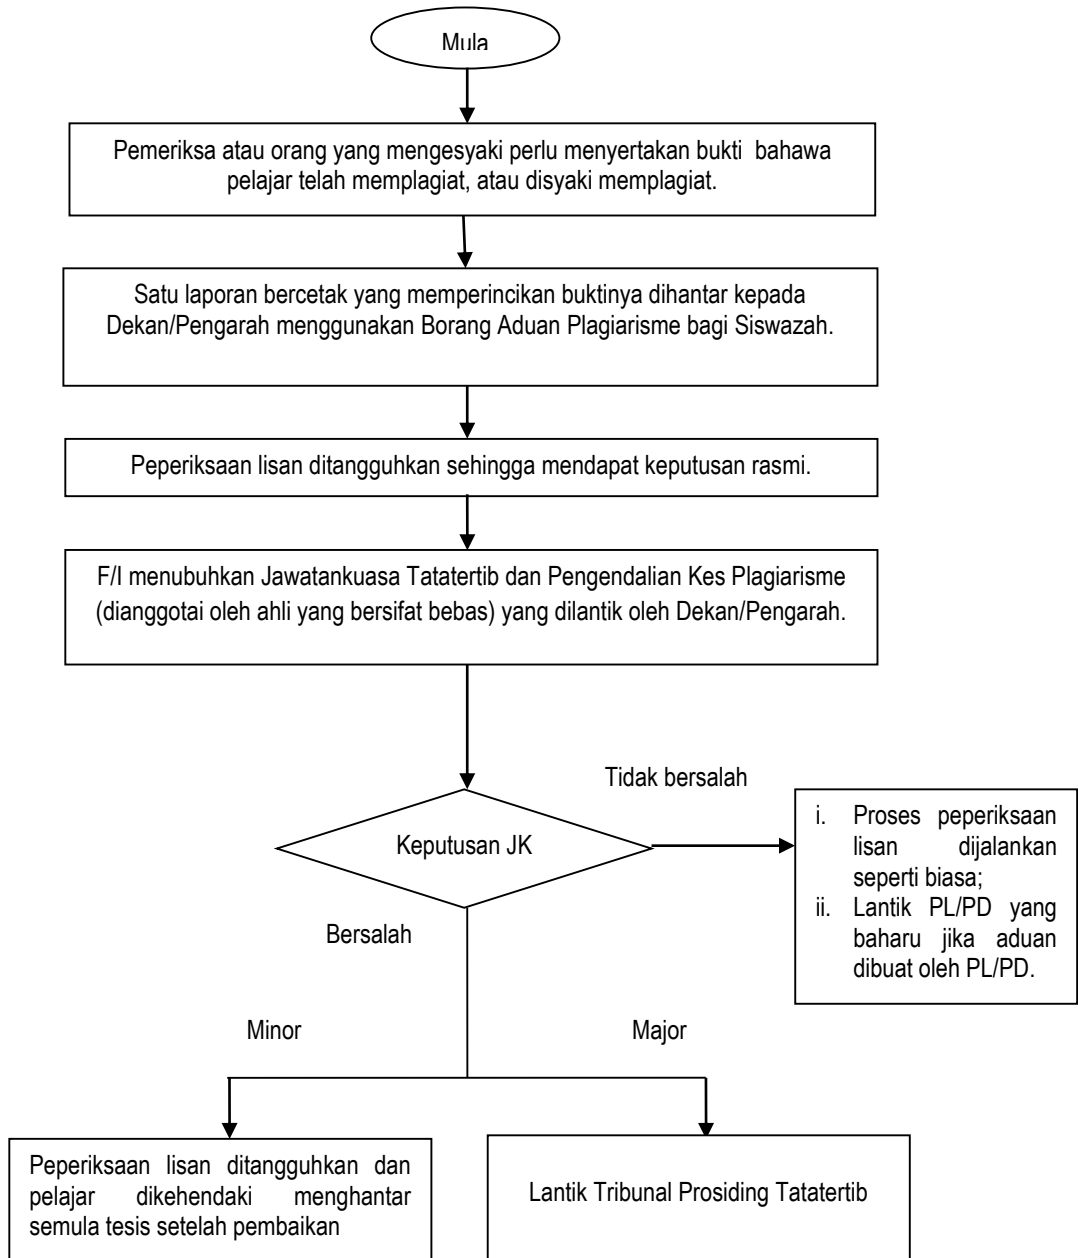 Mula
Pemeriksa atau orang yang mengesyaki perlu menyertakan bukti bahawa
pelajar telah memplagiat, atau disyaki memplagiat.
Satu laporan bercetak yang memperincikan buktinya dihantar kepada
Dekan/Pengarah menggunakan Borang Aduan Plagiarisme bagi Siswazah.
Peperiksaan lisan ditangguhkan sehingga mendapat keputusan rasmi.
F/I menubuhkan Jawatankuasa Tatatertib dan Pengendalian Kes Plagiarisme
(dianggotai oleh ahli yang bersifat bebas) yang dilantik oleh Dekan/Pengarah.
Keputusan JK
Tidak bersalah
i. Proses peperiksaan
lisan dijalankan
seperti biasa;
ii. Lantik PL/PD yang
baharu jika aduan
dibuat oleh PL/PD.
Bersalah
Minor
Major
Peperiksaan lisan ditangguhkan dan
pelajar dikehendaki menghantar
semula tesis setelah pembaikan
Lantik Tribunal Prosiding Tatatertib